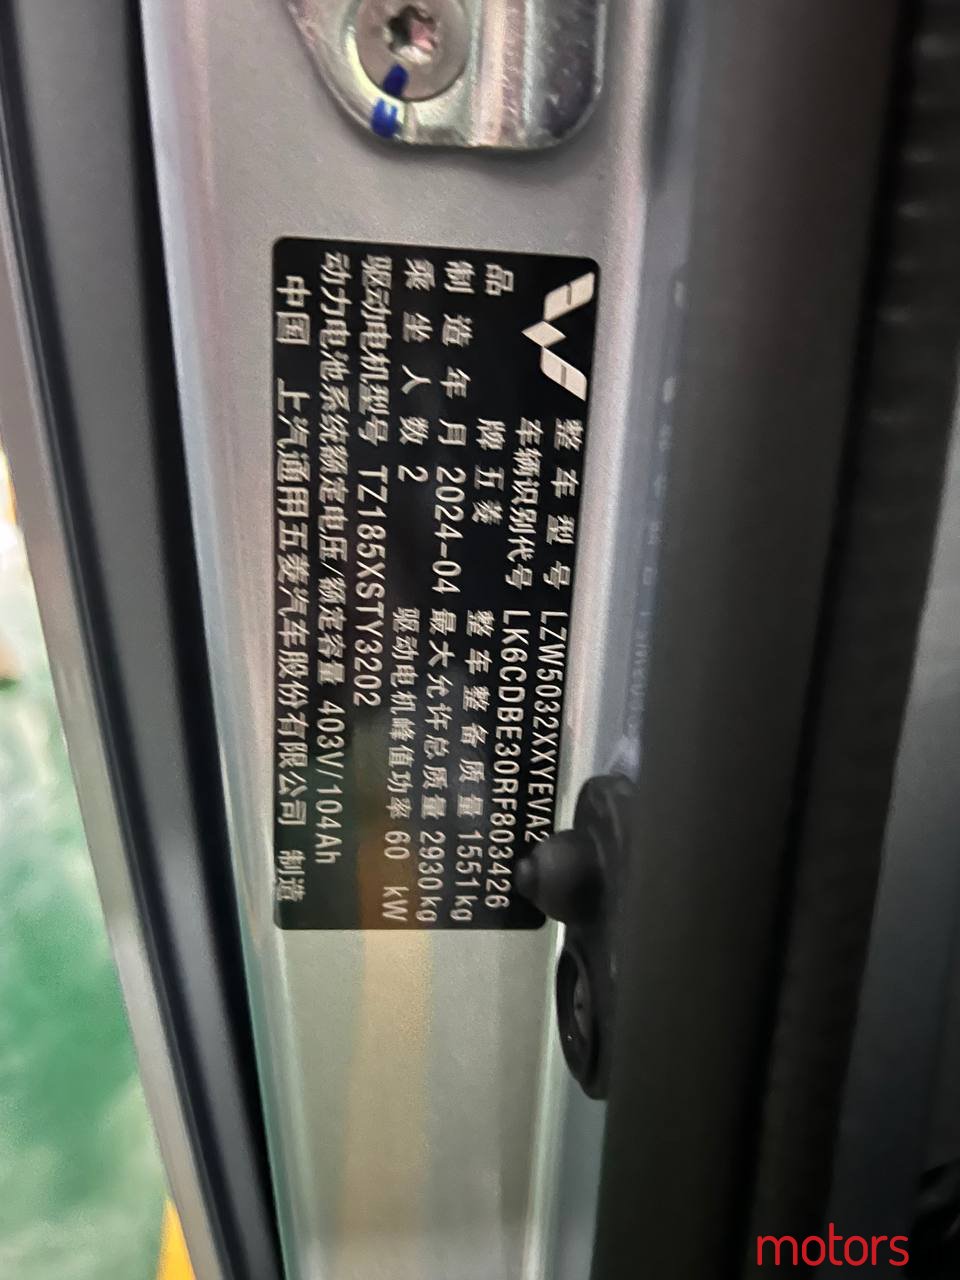 整车型号 LZW5032XXYEVA2
车辆识别代号 LK6CDBE30RF803426
品牌 五菱 整车整备质量 1551kg
制造年月 2024-04 最大允许总质量 2930kg
乘坐人数 2 驱动电机峰值功率 60 kW
驱动电机型号 TZ185XSTY3202
动力电池系统额定电压/额定容量 403V/104Ah
中国 上汽通用五菱汽车股份有限公司 制造
motors